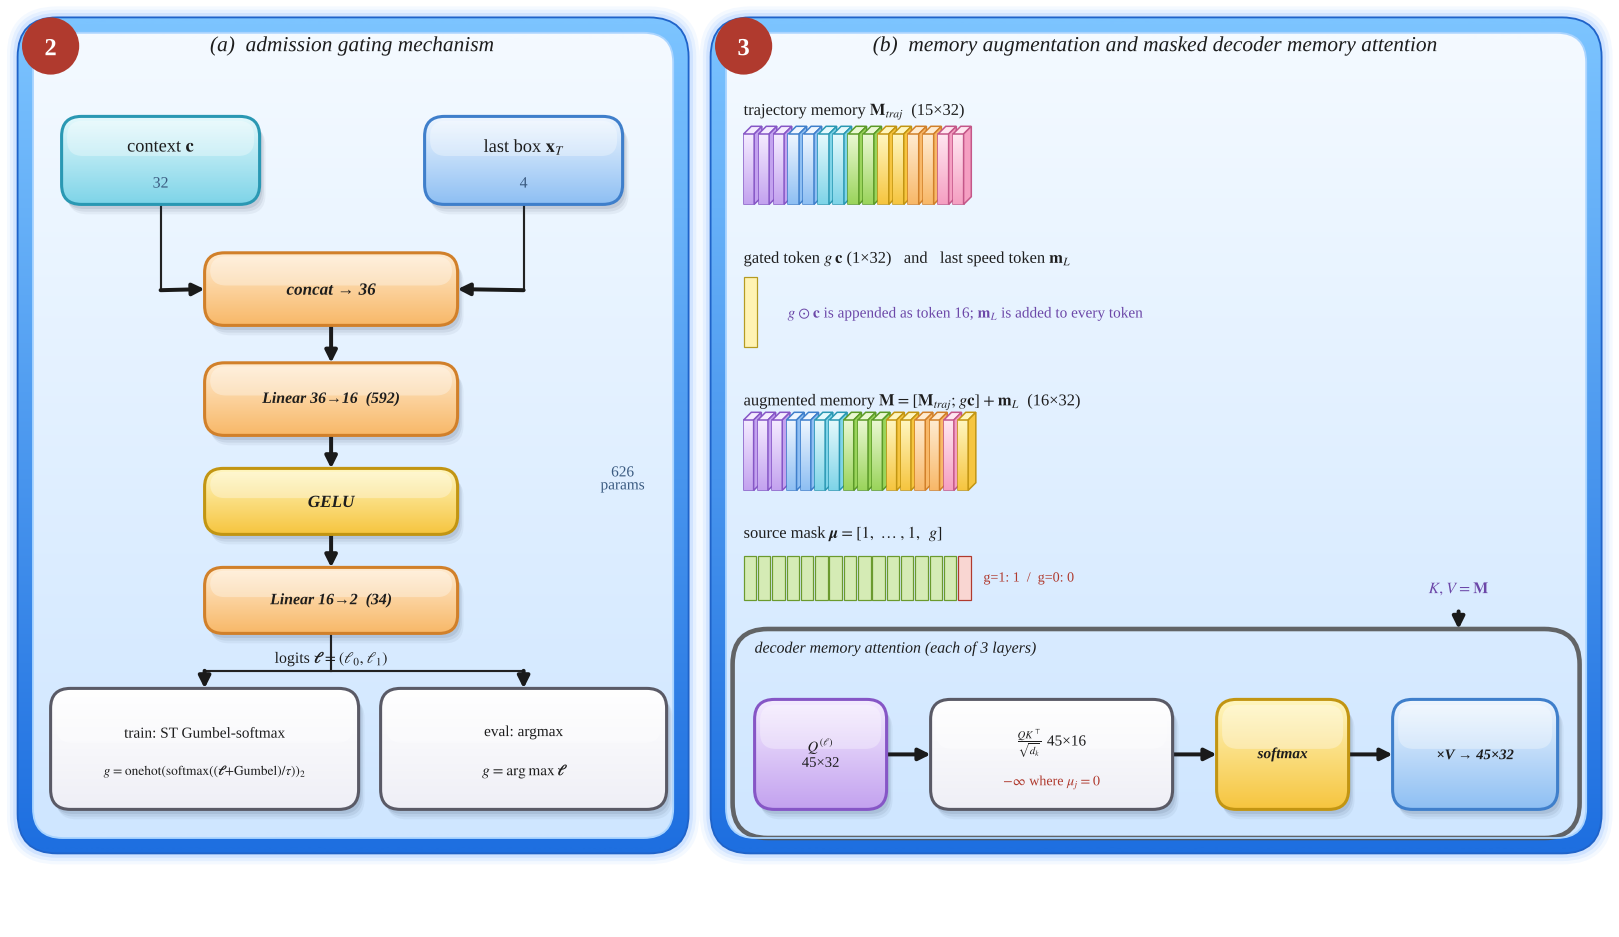 2
(a) admission gating mechanism
context c
32
last box x_T
4
concat → 36
Linear 36→16 (592)
GELU
626
params
Linear 16→2 (34)
logits ℓ = (ℓ₀, ℓ₁)
train: ST Gumbel-softmax
g = onehot(softmax((ℓ+Gumbel)/τ))₂
eval: argmax
g = arg max ℓ
3
(b) memory augmentation and masked decoder memory attention
trajectory memory M_traj (15×32)
gated token g c (1×32) and last speed token m_L
g ⊙ c is appended as token 16; m_L is added to every token
augmented memory M = [M_traj; gc] + m_L (16×32)
source mask μ = [1, … , 1, g]
g=1: 1 / g=0: 0
K, V = M
decoder memory attention (each of 3 layers)
Q^(ℓ)
45×32
QK^⊤/√d_k 45×16
−∞ where μ_j = 0
softmax
×V → 45×32